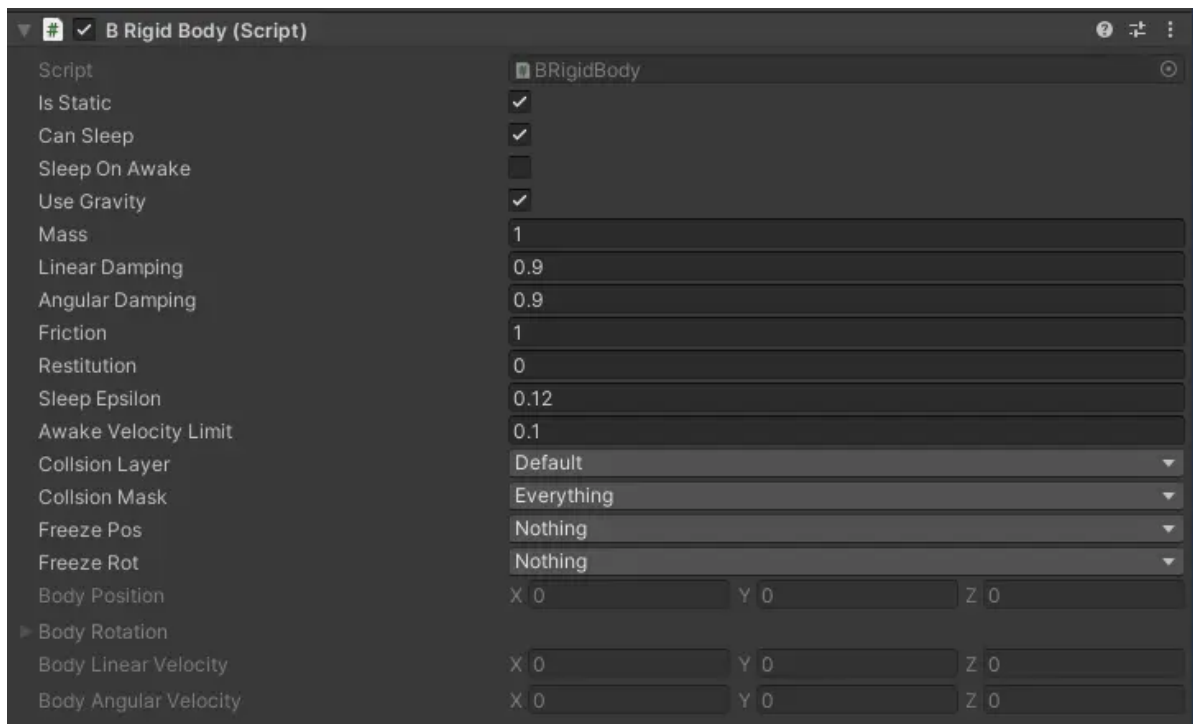 # B Rigid Body (Script)
Script BRigidBody
Is Static
Can Sleep
Sleep On Awake
Use Gravity
Mass 1
Linear Damping 0.9
Angular Damping 0.9
Friction 1
Restitution 0
Sleep Epsilon 0.12
Awake Velocity Limit 0.1
Collsion Layer Default
Collsion Mask Everything
Freeze Pos Nothing
Freeze Rot Nothing
Body Position X 0 Y 0 Z 0
Body Rotation
Body Linear Velocity X 0 Y 0 Z 0
Body Angular Velocity X 0 Y 0 Z 0